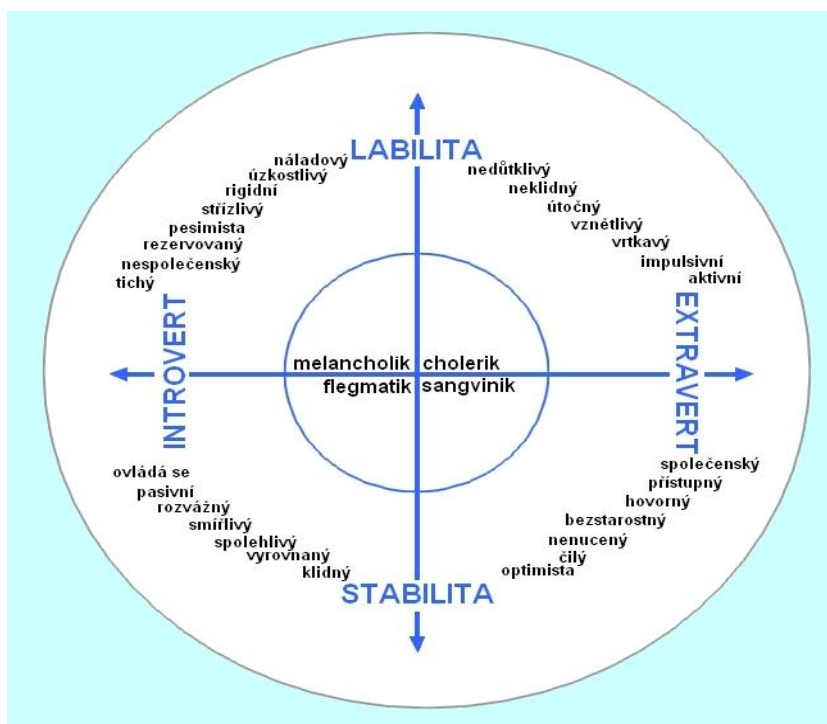 LABILITA
náladový
úzkostlivý
rigidní
střízlivý
pesimista
rezervovaný
nespolečenský
tichý
nedůtklivý
neklidný
útočný
vznětlivý
vrtkavý
impulsivní
aktivní
INTROVERT
melancholik cholerik
flegmatik sangvinik
EXTRAVERT
ovládá se
pasivní
rozvážný
smířlivý
spolehlivý
vyrovnaný
klidný
společenský
přístupný
hovorný
bezstarostný
nenucený
čilý
optimista
STABILITA